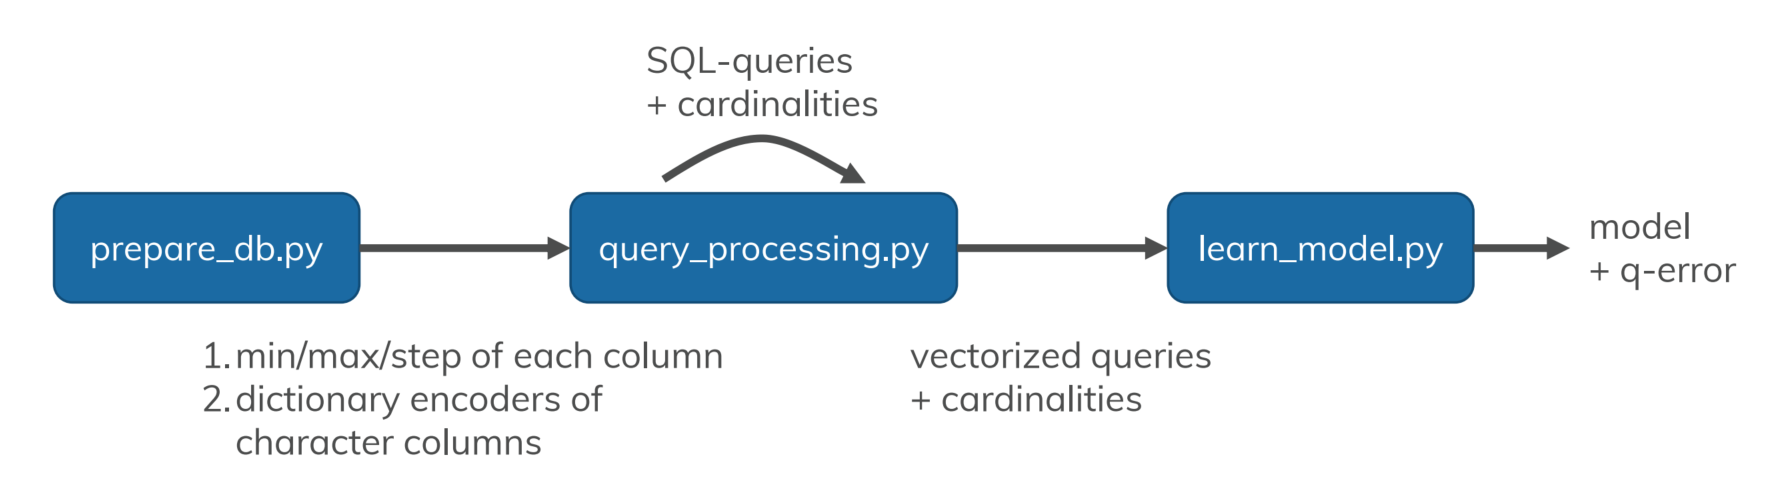 SQL-queries
+ cardinalities
prepare_db.py
query_processing.py
learn_model.py
model
+ q-error
1. min/max/step of each column
2. dictionary encoders of
character columns
vectorized queries
+ cardinalities